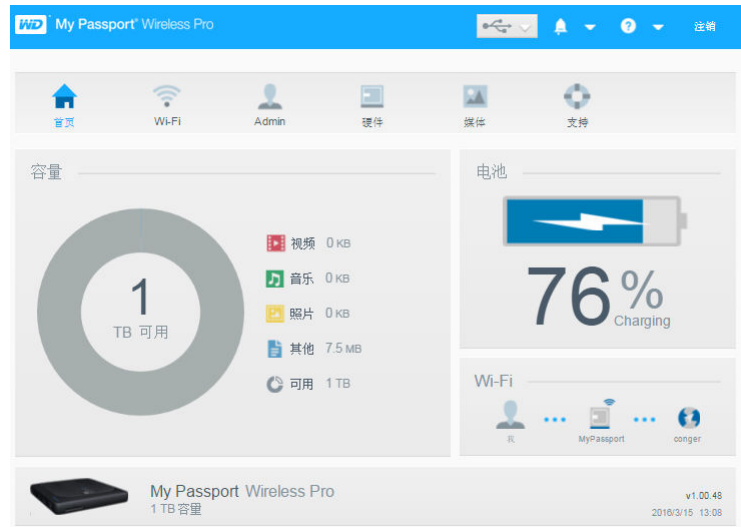 WD My Passport® Wireless Pro
注销
首页
Wi-Fi
Admin
硬件
媒体
支持
容量
1
TB 可用
视频 0 KB
音乐 0 KB
照片 0 KB
其他 7.5 MB
可用 1 TB
电池
76%
Charging
Wi-Fi
我
MyPassport
conger
My Passport Wireless Pro
1 TB 容量
v1.00.48
2016/3/15 13:08